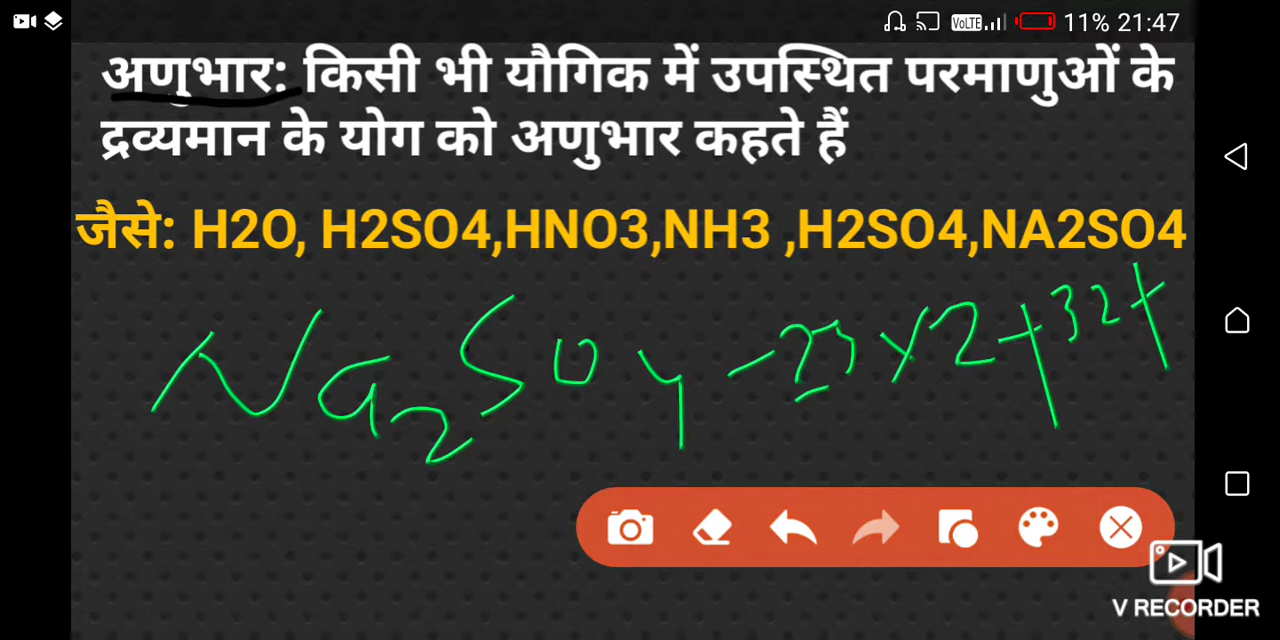 11% 21:47
अणुभार: किसी भी यौगिक में उपस्थित परमाणुओं के
द्रव्यमान के योग को अणुभार कहते हैं
जैसे: H2O, H2SO4,HNO3,NH3 ,H2SO4,NA2SO4
Na2SO4 - 23 x 2 + 32 +
V RECORDER